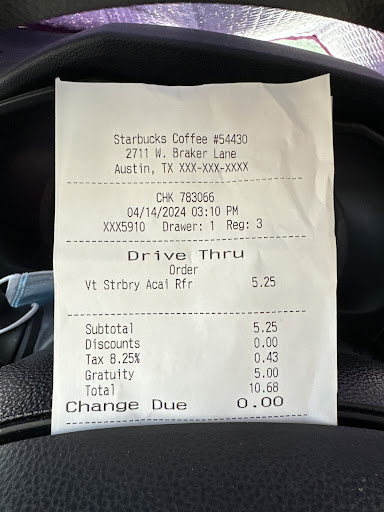 Starbucks Coffee #54430
2711 W. Braker Lane
Austin, TX XXX-XXX-XXXX
CHK 783066
04/14/2024 03:10 PM
XXX5910 Drawer: 1 Reg: 3
Drive Thru
Order
Vt Strbry Acai Rfr 5.25
Subtotal 5.25
Discounts 0.00
Tax 8.25% 0.43
Gratuity 5.00
Total 10.68
Change Due 0.00